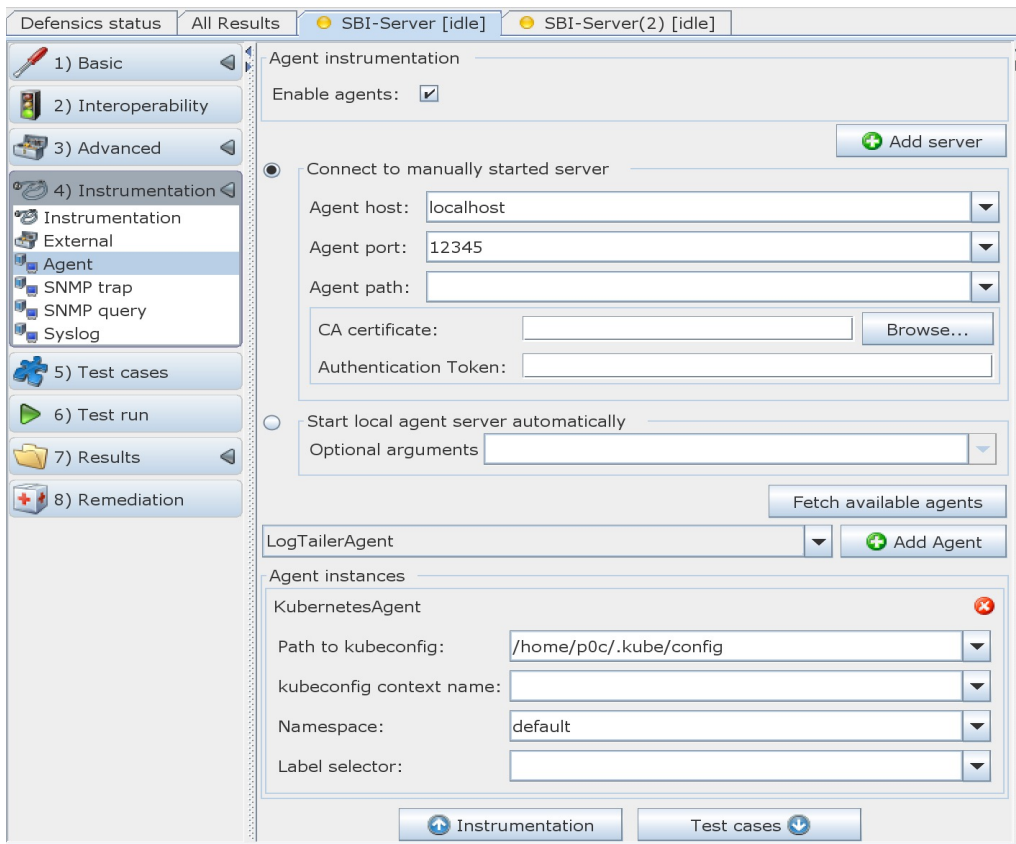 Defensics status
All Results
SBI-Server [idle]
SBI-Server(2) [idle]
1) Basic
2) Interoperability
3) Advanced
4) Instrumentation
Instrumentation
External
Agent
SNMP trap
SNMP query
Syslog
5) Test cases
6) Test run
7) Results
8) Remediation
Agent instrumentation
Enable agents:
Add server
Connect to manually started server
Agent host: localhost
Agent port: 12345
Agent path:
CA certificate:
Browse...
Authentication Token:
Start local agent server automatically
Optional arguments
Fetch available agents
LogTailerAgent
Add Agent
Agent instances
KubernetesAgent
Path to kubeconfig: /home/p0c/.kube/config
kubeconfig context name:
Namespace: default
Label selector:
Instrumentation
Test cases